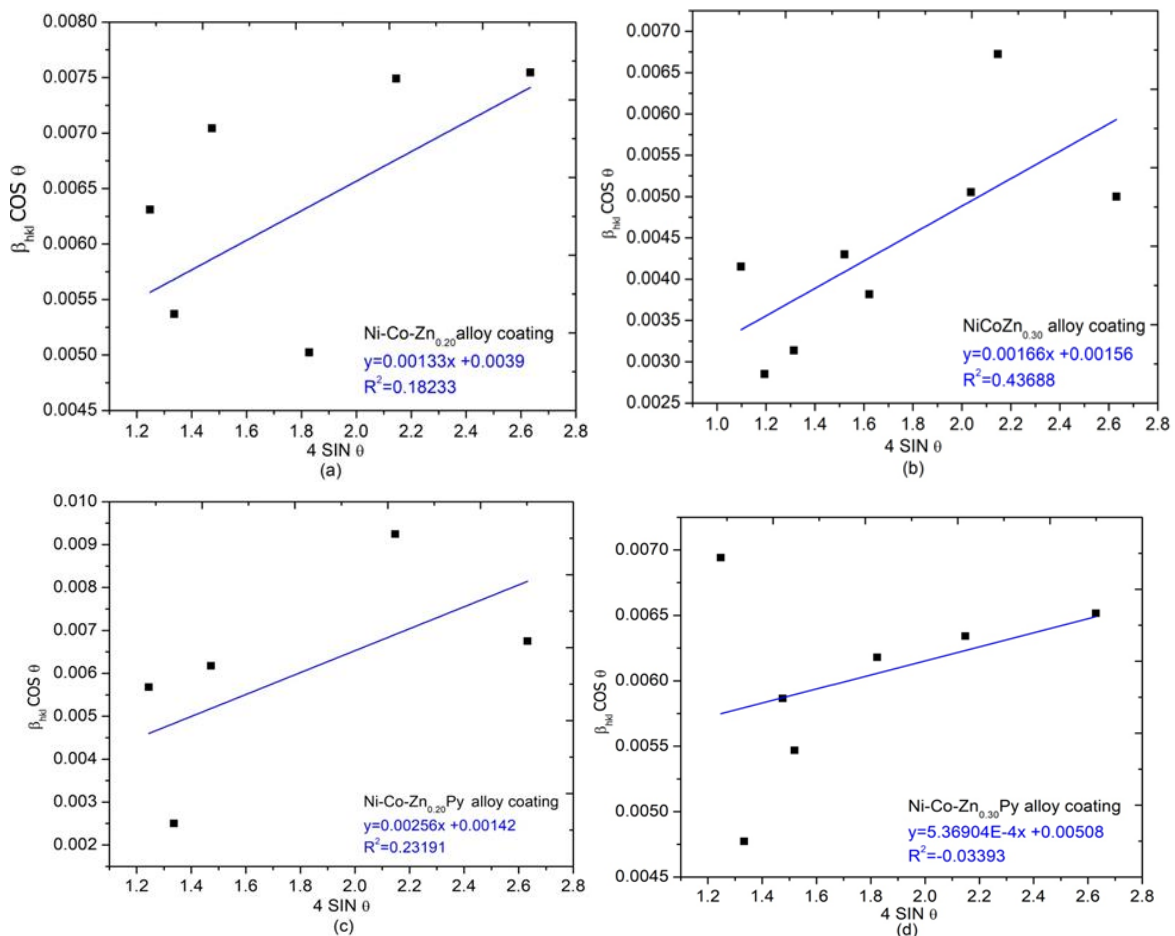 0.0080
0.0075
0.0070
0.0065
0.0060
0.0055
0.0050
0.0045
βhkl COS θ
Ni-Co-Zn0.20 alloy coating
y=0.00133x +0.0039
R2=0.18233
1.2 1.4 1.6 1.8 2.0 2.2 2.4 2.6 2.8
4 SIN θ
(a)
0.0070
0.0065
0.0060
0.0055
0.0050
0.0045
0.0040
0.0035
0.0030
0.0025
βhkl COS θ
NiCoZn0.30 alloy coating
y=0.00166x +0.00156
R2=0.43688
1.0 1.2 1.4 1.6 1.8 2.0 2.2 2.4 2.6 2.8
4 SIN θ
(b)
0.010
0.009
0.008
0.007
0.006
0.005
0.004
0.003
0.002
βhkl COS θ
Ni-Co-Zn0.20Py alloy coating
y=0.00256x +0.00142
R2=0.23191
1.2 1.4 1.6 1.8 2.0 2.2 2.4 2.6 2.8
4 SIN θ
(c)
0.0070
0.0065
0.0060
0.0055
0.0050
0.0045
βhkl COS θ
Ni-Co-Zn0.30Py alloy coating
y=5.36904E-4x +0.00508
R2=-0.03393
1.2 1.4 1.6 1.8 2.0 2.2 2.4 2.6 2.8
4 SIN θ
(d)